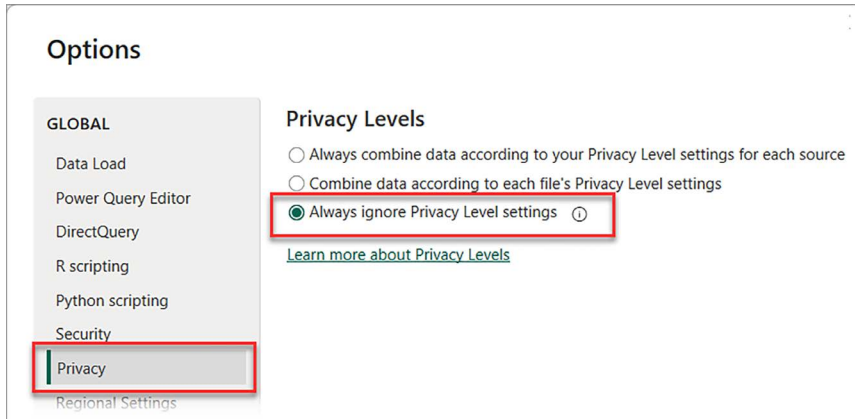 Options
GLOBAL
Data Load
Power Query Editor
DirectQuery
R scripting
Python scripting
Security
Privacy
Regional Settings
Privacy Levels
Always combine data according to your Privacy Level settings for each source
Combine data according to each file's Privacy Level settings
Always ignore Privacy Level settings
Learn more about Privacy Levels